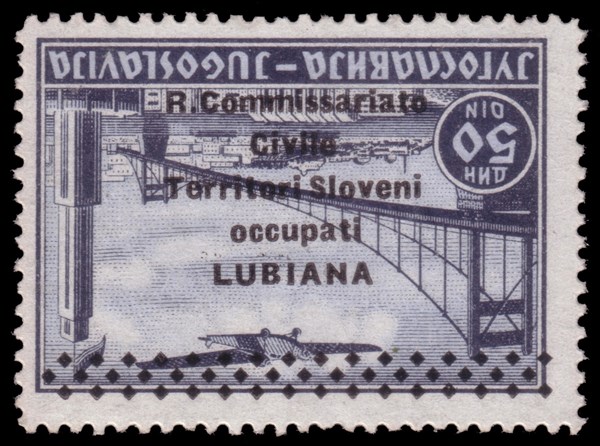 ЈУГОСЛАВИЈА – JUGOSLAVIJA
R. Commissariato
Civile
Territori Sloveni
occupati
LUBIANA
ДИН
50
DIN